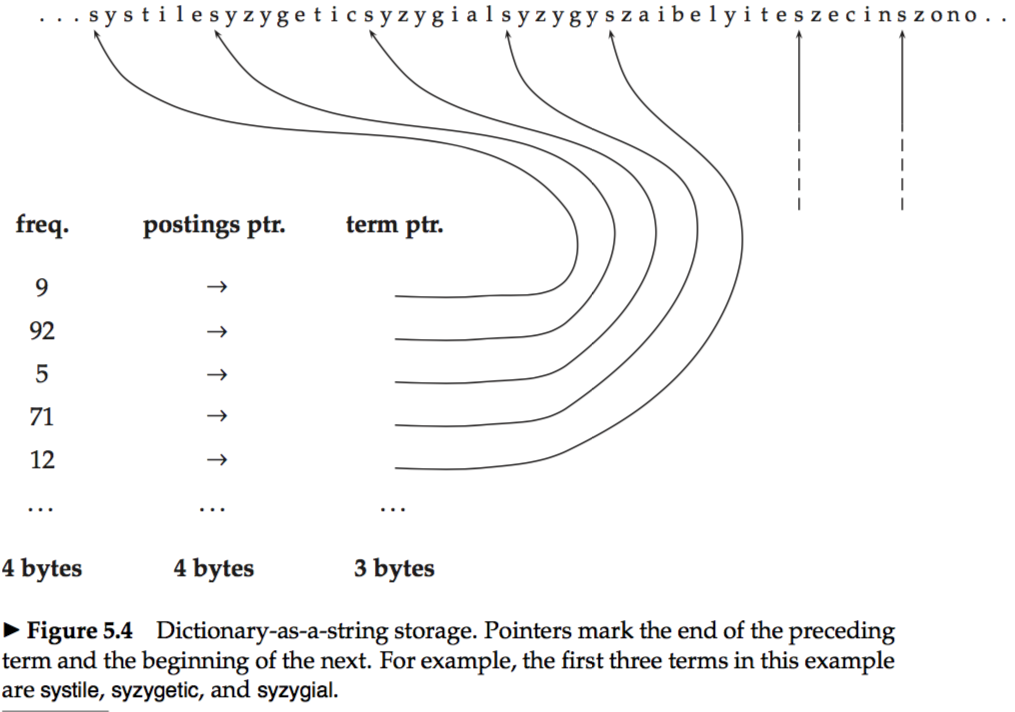 . . . s y s t i l e s y z y g e t i c s y z y g i a l s y z y g y s z a i b e l y i t e s z e c i n s z o n o . . .
freq. postings ptr. term ptr.
9 →
92 →
5 →
71 →
12 →
... ... ...
4 bytes 4 bytes 3 bytes
► Figure 5.4 Dictionary-as-a-string storage. Pointers mark the end of the preceding
term and the beginning of the next. For example, the first three terms in this example
are systile, syzygetic, and syzygial.